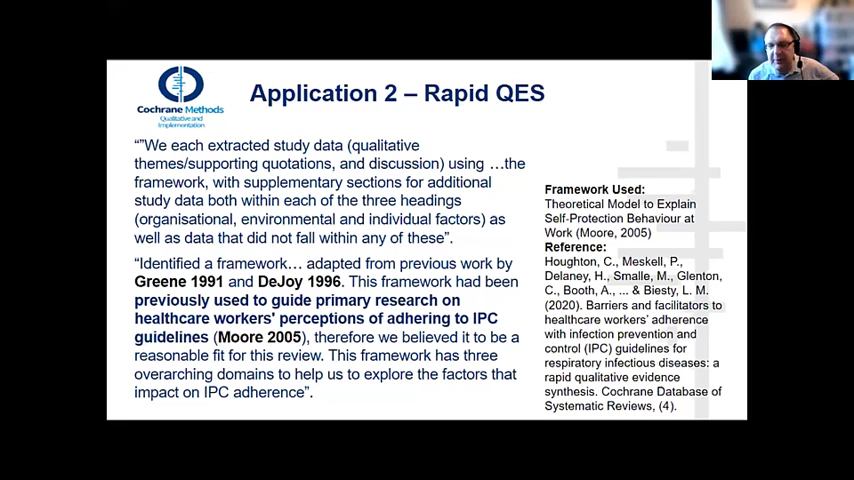 Cochrane Methods
Qualitative and
Implementation
Application 2 – Rapid QES
“”We each extracted study data (qualitative
themes/supporting quotations, and discussion) using …the
framework, with supplementary sections for additional
study data both within each of the three headings
(organisational, environmental and individual factors) as
well as data that did not fall within any of these”.
“Identified a framework… adapted from previous work by
Greene 1991 and DeJoy 1996. This framework had been
previously used to guide primary research on
healthcare workers' perceptions of adhering to IPC
guidelines (Moore 2005), therefore we believed it to be a
reasonable fit for this review. This framework has three
overarching domains to help us to explore the factors that
impact on IPC adherence”.
Framework Used:
Theoretical Model to Explain
Self-Protection Behaviour at
Work (Moore, 2005)
Reference:
Houghton, C., Meskell, P.,
Delaney, H., Smalle, M., Glenton,
C., Booth, A., ... & Biesty, L. M.
(2020). Barriers and facilitators to
healthcare workers’ adherence
with infection prevention and
control (IPC) guidelines for
respiratory infectious diseases: a
rapid qualitative evidence
synthesis. Cochrane Database of
Systematic Reviews, (4).